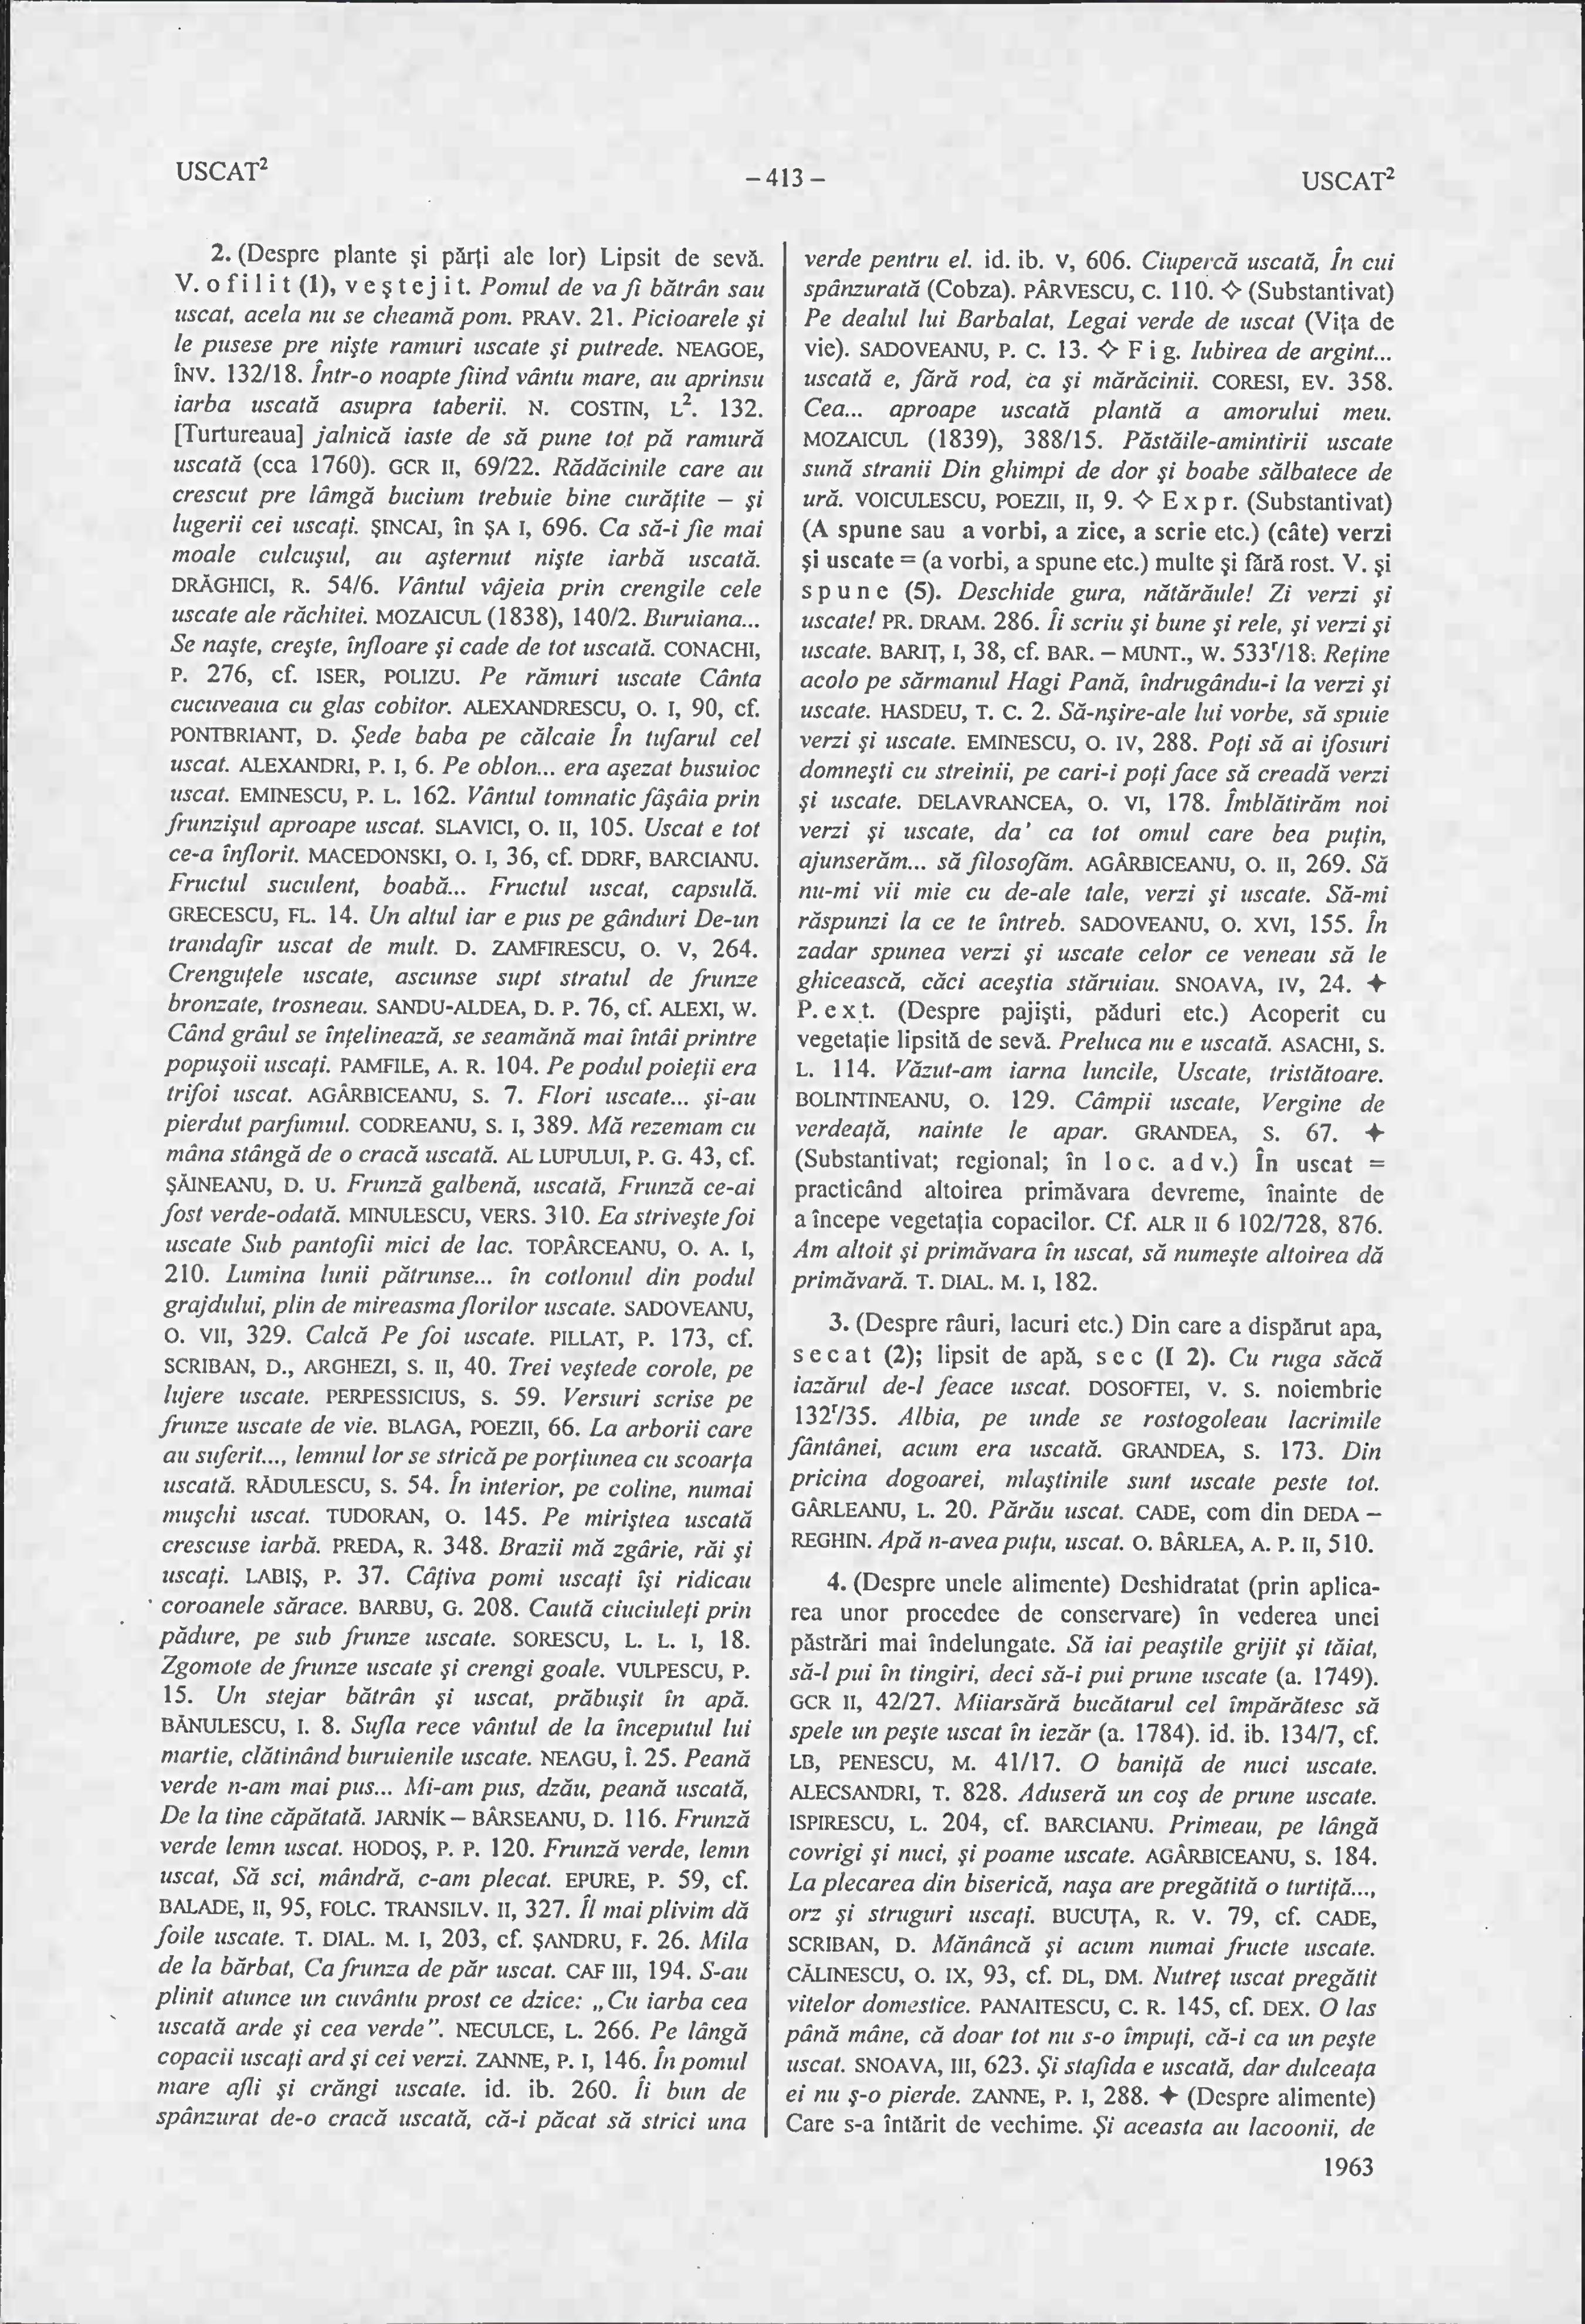 USCAT²
– 413 –
USCAT²
2. (Despre plante şi părţi ale lor) Lipsit de sevă.
V. o f i l i t (1), v e ş t e j i t. Pomul de va fi bătrân sau
uscat, acela nu se cheamă pom. PRAV. 21. Picioarele şi
le pusese pre nişte ramuri uscate şi putrede. NEAGOE,
ÎNV. 132/18. Într-o noapte fiind vântu mare, au aprinsu
iarba uscată asupra taberii. N. COSTIN, L². 132.
[Turtureaua] jalnică iaste de să pune tot pă ramură
uscată (cca 1760). GCR II, 69/22. Rădăcinile care au
crescut pre lâmgă bucium trebuie bine curăţite – şi
lugerii cei uscaţi. ŞINCAI, în ŞA I, 696. Ca să-i fie mai
moale culcuşul, au aşternut nişte iarbă uscată.
DRĂGHICI, R. 54/6. Vântul vâjeia prin crengile cele
uscate ale răchitei. MOZAICUL (1838), 140/2. Buruiana...
Se naşte, creşte, înfloare şi cade de tot uscată. CONACHI,
P. 276, cf. ISER, POLIZU. Pe rămuri uscate Cânta
cucuveaua cu glas cobitor. ALEXANDRESCU, O. I, 90, cf.
PONTBRIANT, D. Şede baba pe călcaie În tufarul cel
uscat. ALEXANDRI, P. I, 6. Pe oblon... era aşezat busuioc
uscat. EMINESCU, P. L. 162. Vântul tomnatic fâşâia prin
frunzişul aproape uscat. SLAVICI, O. II, 105. Uscat e tot
ce-a înflorit. MACEDONSKI, O. I, 36, cf. DDRF, BARCIANU.
Fructul suculent, boabă... Fructul uscat, capsulă.
GRECESCU, FL. 14. Un altul iar e pus pe gânduri De-un
trandafir uscat de mult. D. ZAMFIRESCU, O. V, 264.
Crenguţele uscate, ascunse supt stratul de frunze
bronzate, trosneau. SANDU-ALDEA, D. P. 76, cf. ALEXI, W.
Când grâul se înţelinează, se seamănă mai întâi printre
popuşoii uscaţi. PAMFILE, A. R. 104. Pe podul poieţii era
trifoi uscat. AGÂRBICEANU, S. 7. Flori uscate... şi-au
pierdut parfumul. CODREANU, S. I, 389. Mă rezemam cu
mâna stângă de o cracă uscată. AL LUPULUI, P. G. 43, cf.
ŞĂINEANU, D. U. Frunză galbenă, uscată, Frunză ce-ai
fost verde-odată. MINULESCU, VERS. 310. Ea striveşte foi
uscate Sub pantofii mici de lac. TOPÂRCEANU, O. A. I,
210. Lumina lunii pătrunse... în cotlonul din podul
grajdului, plin de mireasma florilor uscate. SADOVEANU,
O. VII, 329. Calcă Pe foi uscate. PILLAT, P. 173, cf.
SCRIBAN, D., ARGHEZI, S. II, 40. Trei veştede corole, pe
lujere uscate. PERPESSICIUS, S. 59. Versuri scrise pe
frunze uscate de vie. BLAGA, POEZII, 66. La arborii care
au suferit..., lemnul lor se strică pe porţiunea cu scoarţa
uscată. RĂDULESCU, S. 54. În interior, pe coline, numai
muşchi uscat. TUDORAN, O. 145. Pe miriştea uscată
crescuse iarbă. PREDA, R. 348. Brazii mă zgârie, răi şi
uscaţi. LABIŞ, P. 37. Câţiva pomi uscaţi îşi ridicau
coroanele sărace. BARBU, G. 208. Caută ciuciuleţi prin
pădure, pe sub frunze uscate. SORESCU, L. L. I, 18.
Zgomote de frunze uscate şi crengi goale. VULPESCU, P.
15. Un stejar bătrân şi uscat, prăbuşit în apă.
BĂNULESCU, I. 8. Sufla rece vântul de la începutul lui
martie, clătinând buruienile uscate. NEAGU, Î. 25. Peană
verde n-am mai pus... Mi-am pus, dzău, peană uscată,
De la tine căpătată. JARNÍK – BÂRSEANU, D. 116. Frunză
verde lemn uscat. HODOŞ, P. P. 120. Frunză verde, lemn
uscat, Să sci, mândră, c-am plecat. EPURE, P. 59, cf.
BALADE, II, 95, FOLC. TRANSILV. II, 327. Îl mai plivim dă
foile uscate. T. DIAL. M. I, 203, cf. ŞANDRU, F. 26. Mila
de la bărbat, Ca frunza de păr uscat. CAF III, 194. S-au
plinit atunce un cuvântu prost ce dzice: „Cu iarba cea
uscată arde şi cea verde”. NECULCE, L. 266. Pe lângă
copacii uscaţi ard şi cei verzi. ZANNE, P. I, 146. În pomul
mare afli şi crăngi uscate. id. ib. 260. Îi bun de
spânzurat de-o cracă uscată, că-i păcat să strici una
verde pentru el. id. ib. V, 606. Ciupercă uscată, În cui
spânzurată (Cobza). PÂRVESCU, C. 110. ◇ (Substantivat)
Pe dealul lui Barbalat, Legai verde de uscat (Viţa de
vie). SADOVEANU, P. C. 13. ◇ F i g. Iubirea de argint...
uscată e, fără rod, ca şi mărăcinii. CORESI, EV. 358.
Cea... aproape uscată plantă a amorului meu.
MOZAICUL (1839), 388/15. Păstăile-amintirii uscate
sună stranii Din ghimpi de dor şi boabe sălbatece de
ură. VOICULESCU, POEZII, II, 9. ◇ E x p r. (Substantivat)
(A spune sau a vorbi, a zice, a scrie etc.) (câte) verzi
şi uscate = (a vorbi, a spune etc.) multe şi fără rost. V. şi
s p u n e (5). Deschide gura, nătărăule! Zi verzi şi
uscate! PR. DRAM. 286. Îi scriu şi bune şi rele, şi verzi şi
uscate. BARIŢ, I, 38, cf. BAR. – MUNT., W. 533ʳ/18. Reţine
acolo pe sărmanul Hagi Pană, îndrugându-i la verzi şi
uscate. HASDEU, T. C. 2. Să-nşire-ale lui vorbe, să spuie
verzi şi uscate. EMINESCU, O. IV, 288. Poţi să ai ifosuri
domneşti cu streinii, pe cari-i poţi face să creadă verzi
şi uscate. DELAVRANCEA, O. VI, 178. Îmblătirăm noi
verzi şi uscate, da' ca tot omul care bea puţin,
ajunserăm... să filosofăm. AGÂRBICEANU, O. II, 269. Să
nu-mi vii mie cu de-ale tale, verzi şi uscate. Să-mi
răspunzi la ce te întreb. SADOVEANU, O. XVI, 155. În
zadar spunea verzi şi uscate celor ce veneau să le
ghicească, căci aceştia stăruiau. SNOAVA, IV, 24. ✦
P. e x t. (Despre pajişti, păduri etc.) Acoperit cu
vegetaţie lipsită de sevă. Preluca nu e uscată. ASACHI, S.
L. 114. Văzut-am iarna luncile, Uscate, tristătoare.
BOLINTINEANU, O. 129. Câmpii uscate, Vergine de
verdeaţă, nainte le apar. GRANDEA, S. 67. ✦
(Substantivat; regional; în l o c. a d v.) În uscat =
practicând altoirea primăvara devreme, înainte de
a începe vegetaţia copacilor. Cf. ALR II 6 102/728, 876.
Am altoit şi primăvara în uscat, să numeşte altoirea dă
primăvară. T. DIAL. M. I, 182.
3. (Despre râuri, lacuri etc.) Din care a dispărut apa,
s e c a t (2); lipsit de apă, s e c (I 2). Cu ruga săcă
iazărul de-l feace uscat. DOSOFTEI, V. S. noiembrie
132ʳ/35. Albia, pe unde se rostogoleau lacrimile
fântânei, acum era uscată. GRANDEA, S. 173. Din
pricina dogoarei, mlaştinile sunt uscate peste tot.
GÂRLEANU, L. 20. Părău uscat. CADE, com din DEDA –
REGHIN. Apă n-avea puţu, uscat. O. BÂRLEA, A. P. II, 510.
4. (Despre unele alimente) Deshidratat (prin aplica-
rea unor procedee de conservare) în vederea unei
păstrări mai îndelungate. Să iai peaştile grijit şi tăiat,
să-l pui în tingiri, deci să-i pui prune uscate (a. 1749).
GCR II, 42/27. Miiarsără bucătarul cel împărătesc să
spele un peşte uscat în iezăr (a. 1784). id. ib. 134/7, cf.
LB, PENESCU, M. 41/17. O baniţă de nuci uscate.
ALECSANDRI, T. 828. Aduseră un coş de prune uscate.
ISPIRESCU, L. 204, cf. BARCIANU. Primeau, pe lângă
covrigi şi nuci, şi poame uscate. AGÂRBICEANU, S. 184.
La plecarea din biserică, naşa are pregătită o turtiţă...,
orz şi struguri uscaţi. BUCUŢA, R. V. 79, cf. CADE,
SCRIBAN, D. Mănâncă şi acum numai fructe uscate.
CĂLINESCU, O. IX, 93, cf. DL, DM. Nutreţ uscat pregătit
vitelor domestice. PANAITESCU, C. R. 145, cf. DEX. O las
până mâne, că doar tot nu s-o împuţi, că-i ca un peşte
uscat. SNOAVA, III, 623. Şi stafida e uscată, dar dulceaţa
ei nu ş-o pierde. ZANNE, P. I, 288. ✦ (Despre alimente)
Care s-a întărit de vechime. Şi aceasta au lacoonii, de
1963